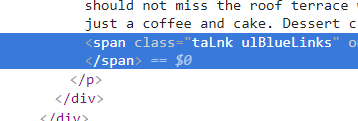 should not miss the roof terrace
just a coffee and cake. Dessert c
<span class="taLnk ulBlueLinks" o
</span> == $0
</p>
</div>
</div>